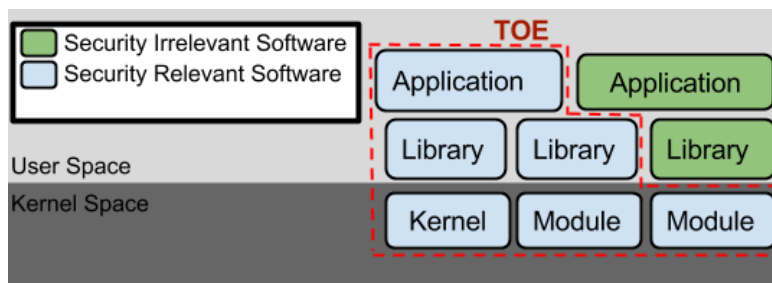 TOE
Security Irrelevant Software
Security Relevant Software
Application
Application
Library
Library
Library
User Space
Kernel Space
Kernel
Module
Module